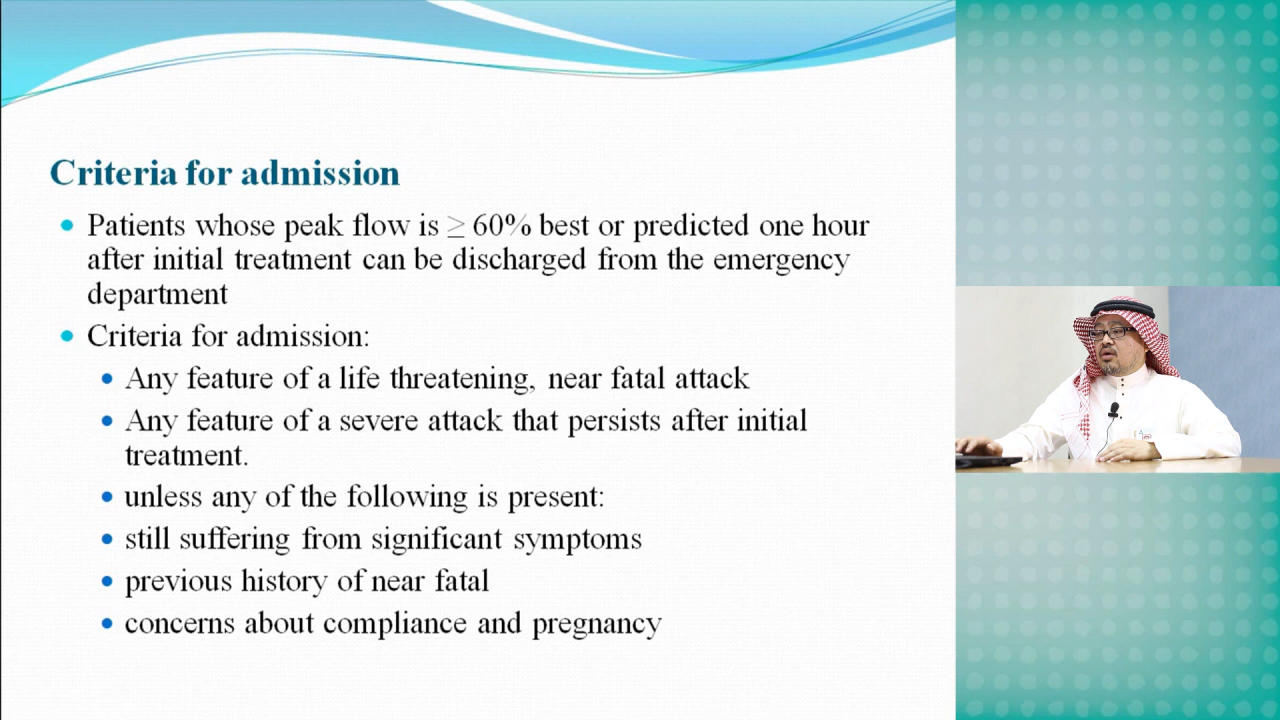 Criteria for admission
Patients whose peak flow is ≥ 60% best or predicted one hour
after initial treatment can be discharged from the emergency
department
Criteria for admission:
Any feature of a life threatening, near fatal attack
Any feature of a severe attack that persists after initial
treatment.
unless any of the following is present:
still suffering from significant symptoms
previous history of near fatal
concerns about compliance and pregnancy